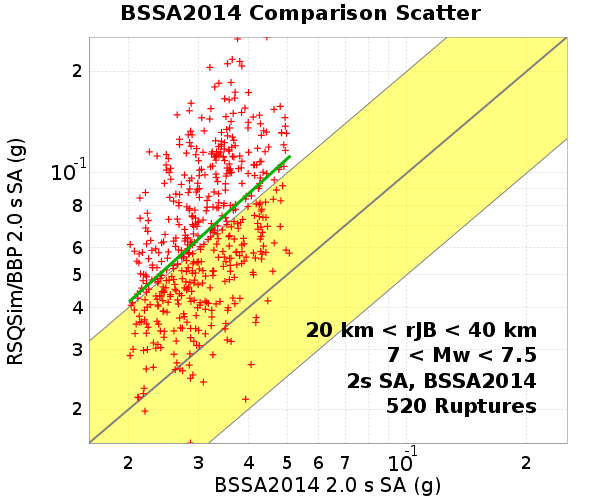 BSSA2014 Comparison Scatter
RSQSim/BBP 2.0 s SA (g)
2
10-1
8
6
5
4
3
2
20 km < rJB < 40 km
7 < Mw < 7.5
2s SA, BSSA2014
520 Ruptures
2 3 4 5 6 7 10-1 2
BSSA2014 2.0 s SA (g)